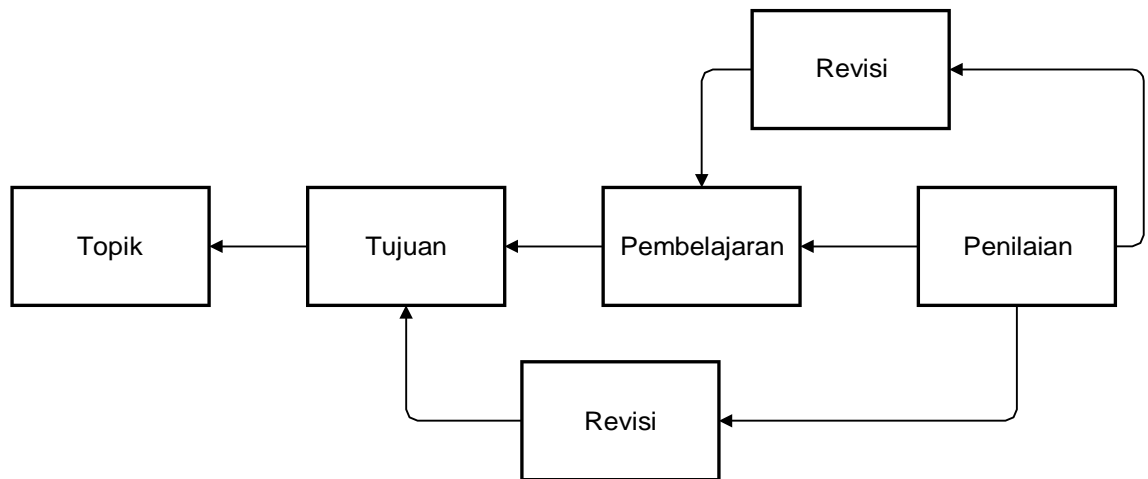 Revisi
Topik
Tujuan
Pembelajaran
Penilaian
Revisi